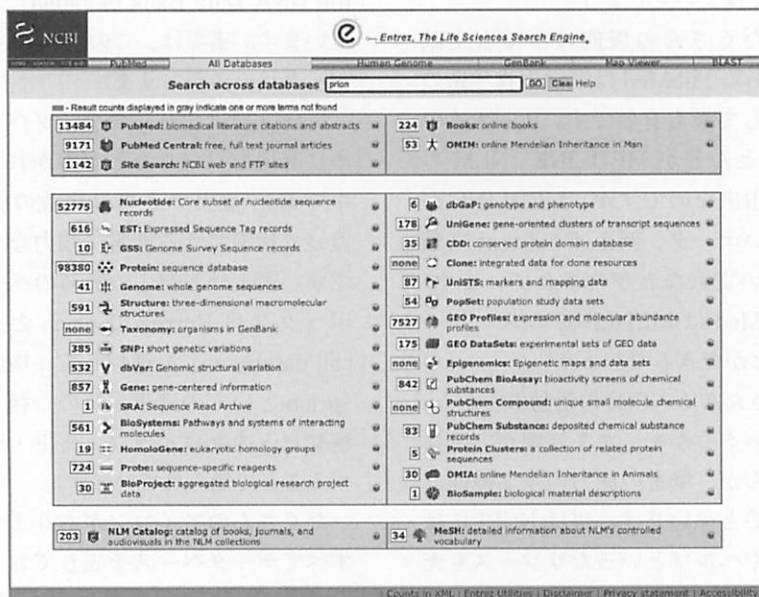 NCBI
Entrez, The Life Sciences Search Engine
PubMed All Databases Human Genome GenBank Map Viewer BLAST
Search across databases prion GO Clear Help
- Result counts displayed in gray indicate one or more terms not found
13484 PubMed: biomedical literature citations and abstracts
9171 PubMed Central: free, full text journal articles
1142 Site Search: NCBI web and FTP sites
224 Books: online books
53 OMIM: online Mendelian Inheritance in Man
52775 Nucleotide: Core subset of nucleotide sequence
records
616 EST: Expressed Sequence Tag records
10 GSS: Genome Survey Sequence records
98380 Protein: sequence database
41 Genome: whole genome sequences
591 Structure: three-dimensional macromolecular
structures
none Taxonomy: organisms in GenBank
385 SNP: short genetic variations
532 dbVar: Genomic structural variation
857 Gene: gene-centered information
1 SRA: Sequence Read Archive
561 BioSystems: Pathways and systems of interacting
molecules
19 HomoloGene: eukaryotic homology groups
724 Probe: sequence-specific reagents
30 BioProject: aggregated biological research project
data
6 dbGaP: genotype and phenotype
178 UniGene: gene-oriented clusters of transcript sequences
35 CDD: conserved protein domain database
none Clone: integrated data for clone resources
87 UniSTS: markers and mapping data
54 PopSet: population study data sets
7527 GEO Profiles: expression and molecular abundance
profiles
175 GEO DataSets: experimental sets of GEO data
none Epigenomics: Epigenetic maps and data sets
842 PubChem BioAssay: bioactivity screens of chemical
substances
none PubChem Compound: unique small molecule chemical
structures
83 PubChem Substance: deposited chemical substance
records
5 Protein Clusters: a collection of related protein
sequences
30 OMIA: online Mendelian Inheritance in Animals
1 BioSample: biological material descriptions
203 NLM Catalog: catalog of books, journals, and
audiovisuals in the NLM collections
34 MeSH: detailed information about NLM's controlled
vocabulary
Counts in XML | Entrez Utilities | Disclaimer | Privacy statement | Accessibility